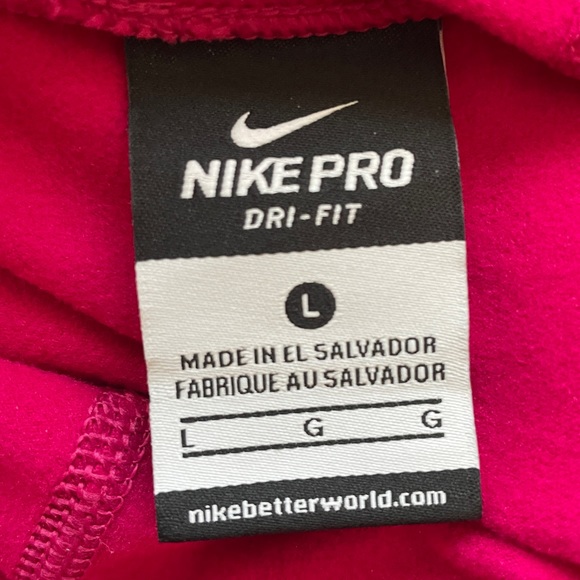 NIKE PRO
DRI-FIT
L
MADE IN EL SALVADOR
FABRIQUE AU SALVADOR
L G G
nikebetterworld.com